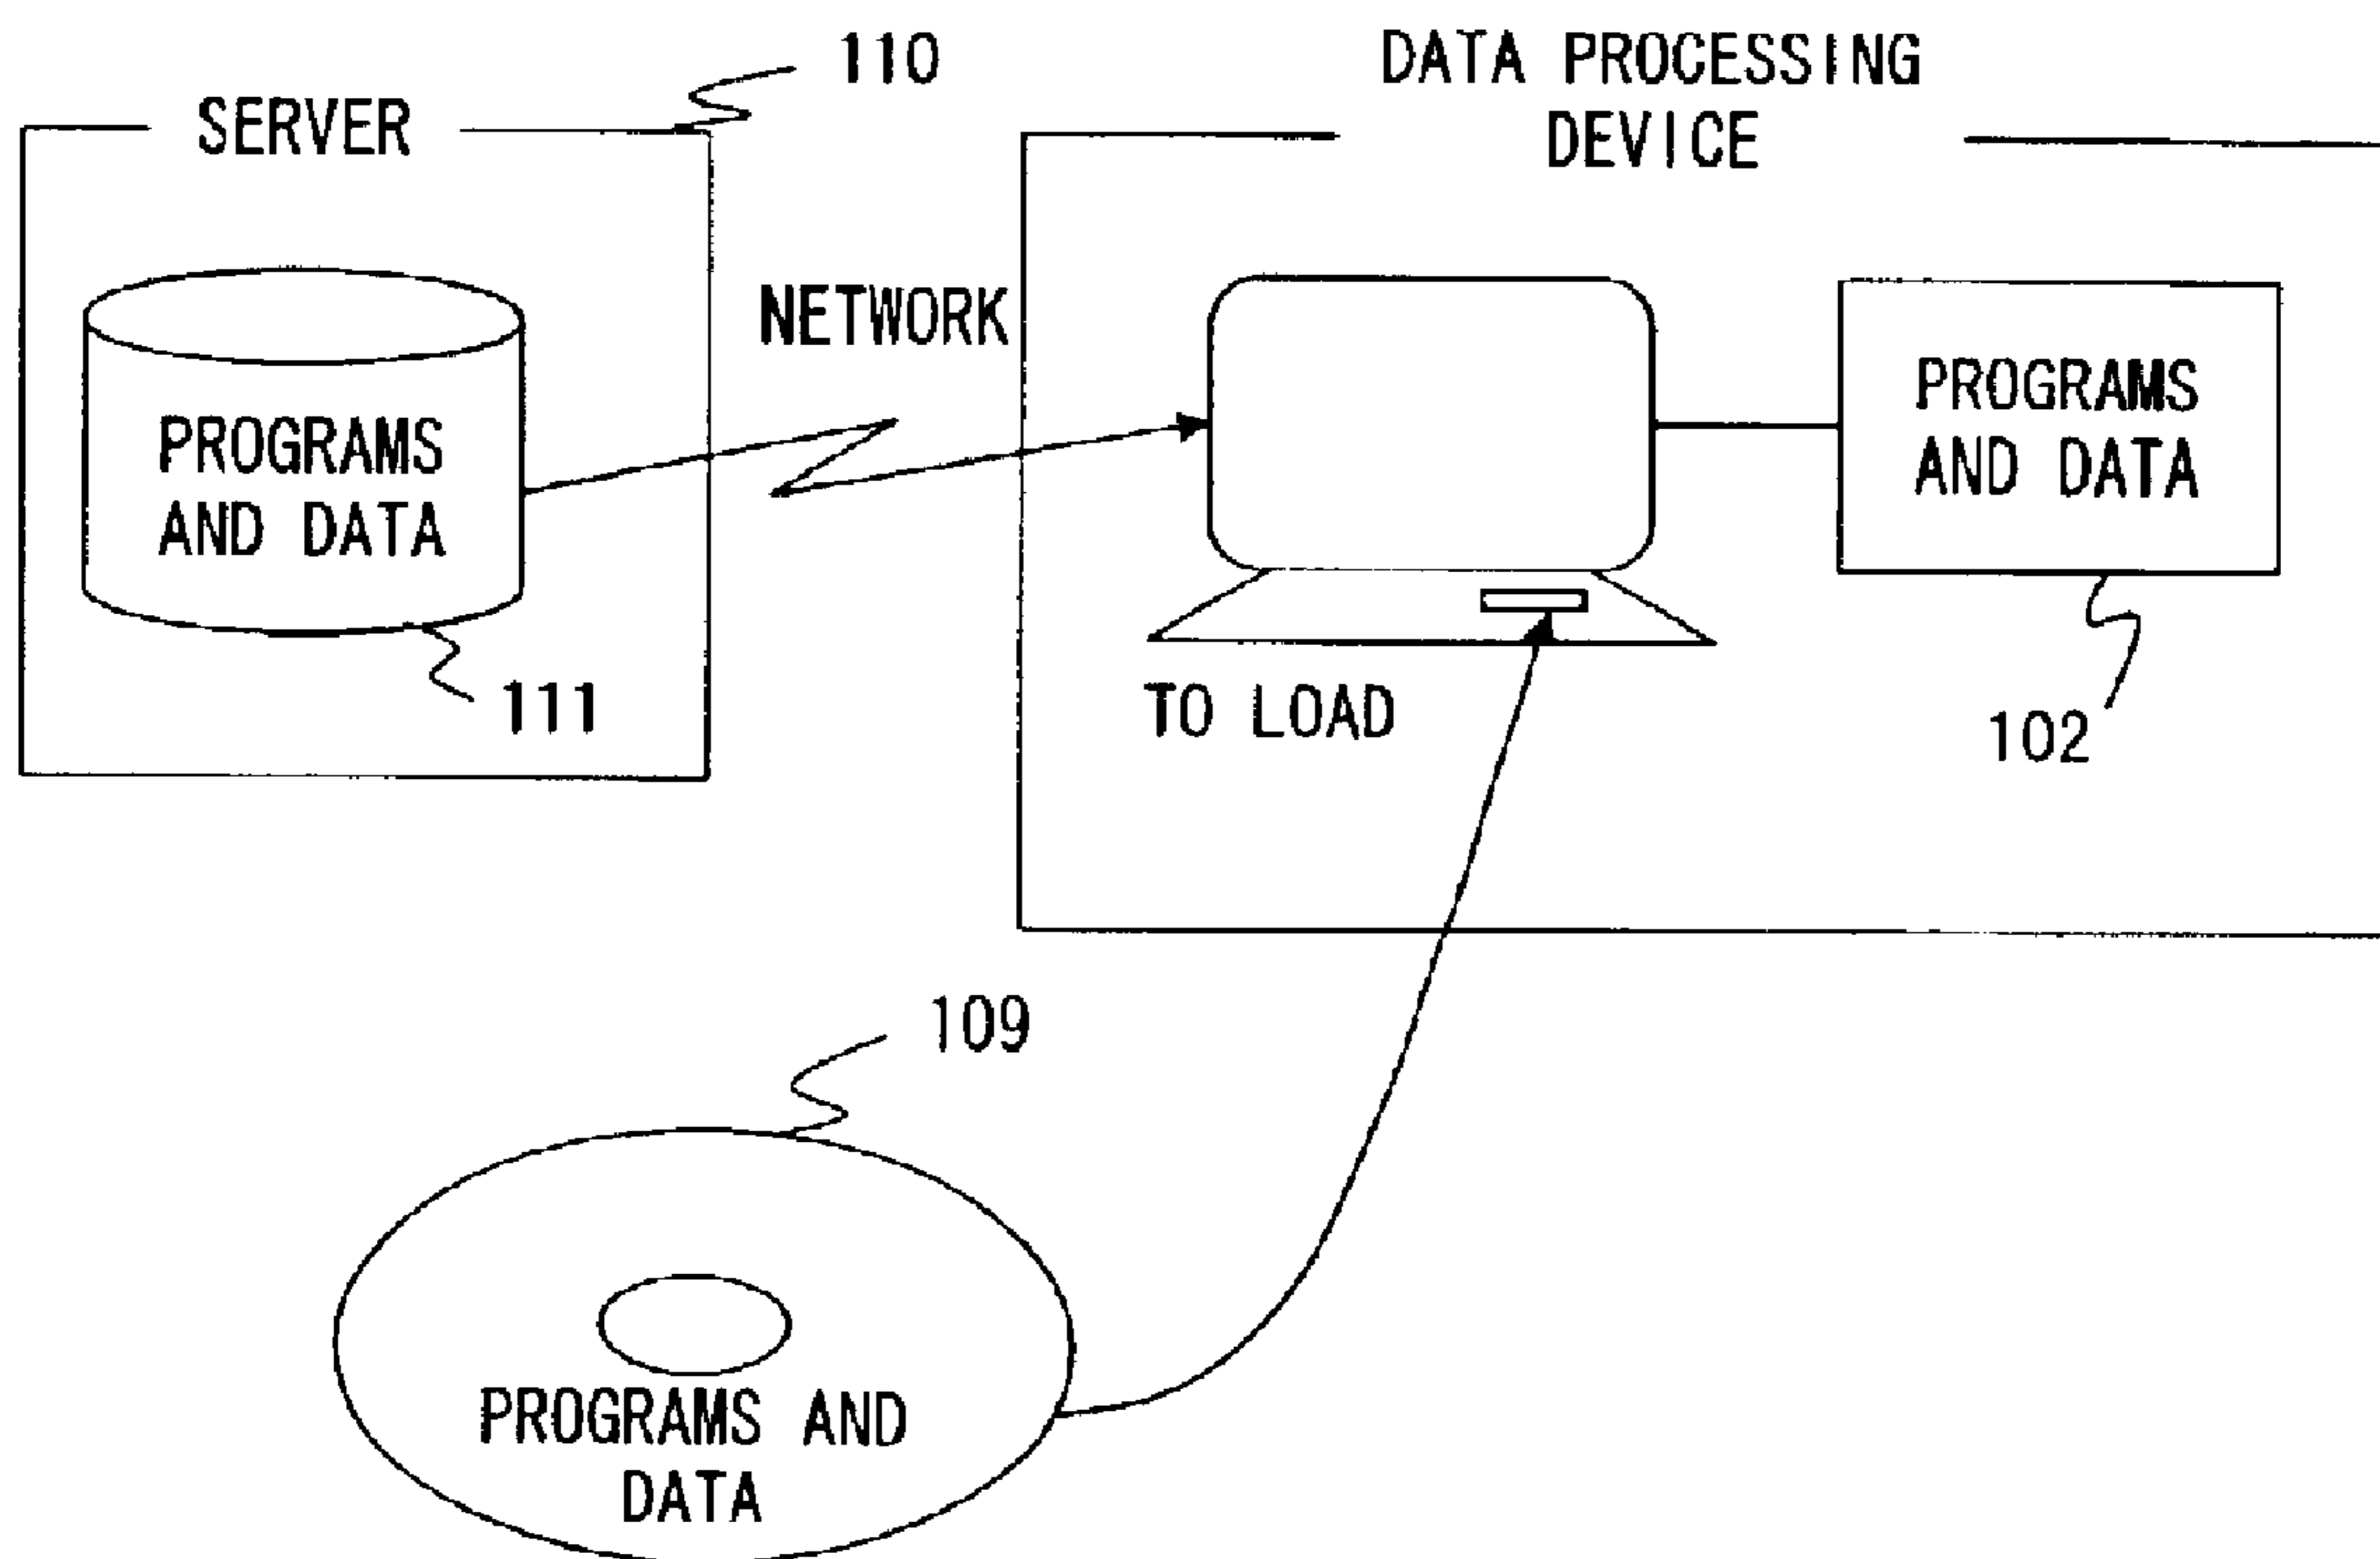 110
SERVER
DATA PROCESSING
DEVICE
NETWORK
PROGRAMS
AND DATA
111
PROGRAMS
AND DATA
TO LOAD
102
109
PROGRAMS AND
DATA